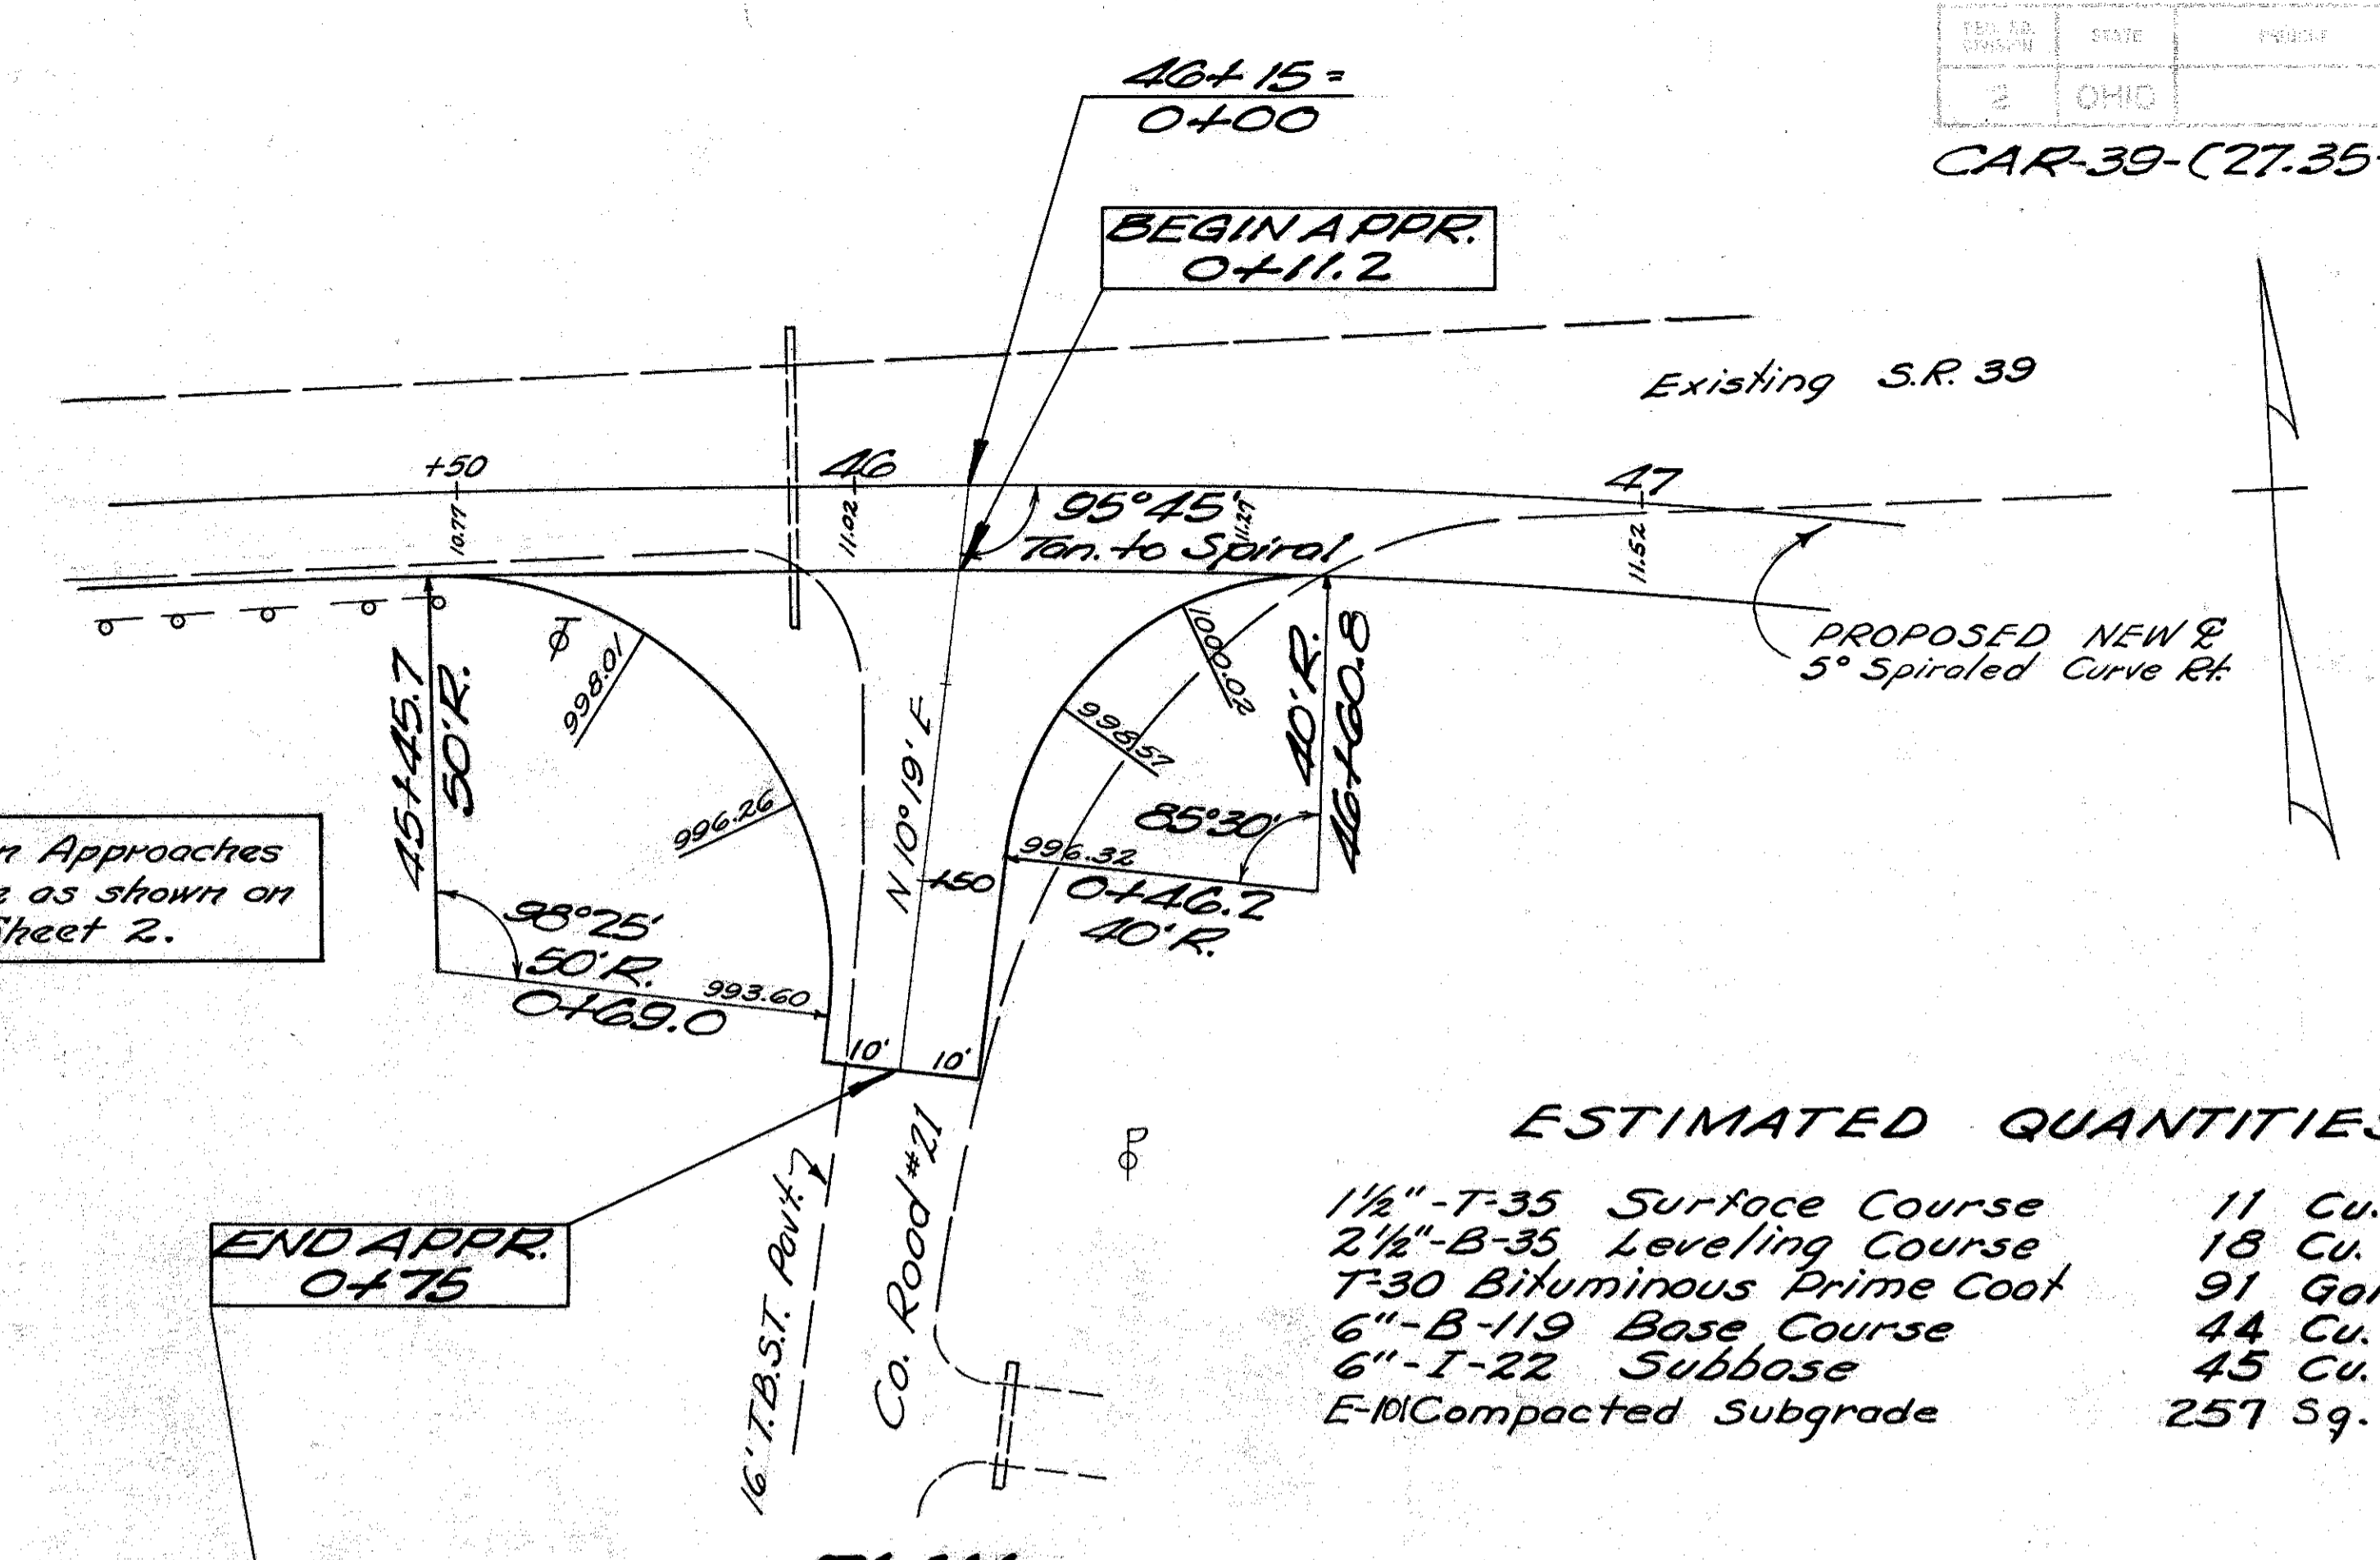 STATE
S OHIO
CAR-39-(27.35
46+15=
0+00
BEGIN APPR.
0+11.2
Existing S.R. 39
+50
46
47
10.77
11.02
11.27
11.52
95°45'
Tan. to Spiral
PROPOSED NEW ℄
5° Spiraled Curve Rt.
998.01
1000.02
998.57
996.26
996.32
993.60
45+45.7
50'R.
40'R.
46+60.8
85°30'
N 10°19' E
+50
0+46.2
40'R.
98°25'
50'R.
0+69.0
10' 10'
Approaches
as shown on
Sheet 2.
END APPR.
0+75
16' T.B.S.T. Pav't.
Co. Road #21
ESTIMATED QUANTITIES
1½"-T-35 Surface Course 11 Cu.
2½"-B-35 Leveling Course 18 Cu.
T-30 Bituminous Prime Coat 91 Gal
6"-B-119 Base Course 44 Cu.
6"-I-22 Subbase 45 Cu.
E-101 Compacted Subgrade 257 Sq.